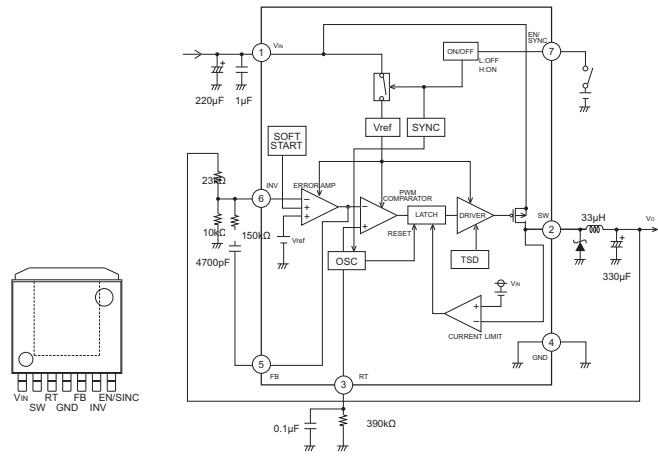 EN/
SYNC
1
VIN
ON/OFF
L:OFF
H:ON
7
220µF
1µF
Vref
SYNC
SOFT
START
23kΩ
6
INV
ERROR AMP
PWM
COMPARATOR
LATCH
DRIVER
SW
2
33µH
VO
10kΩ
150kΩ
Vref
RESET
4700pF
OSC
TSD
330µF
VIN
CURRENT LIMIT
5
FB
3
RT
4
GND
VIN
SW
RT
GND
FB
INV
EN/SINC
0.1µF
390kΩ